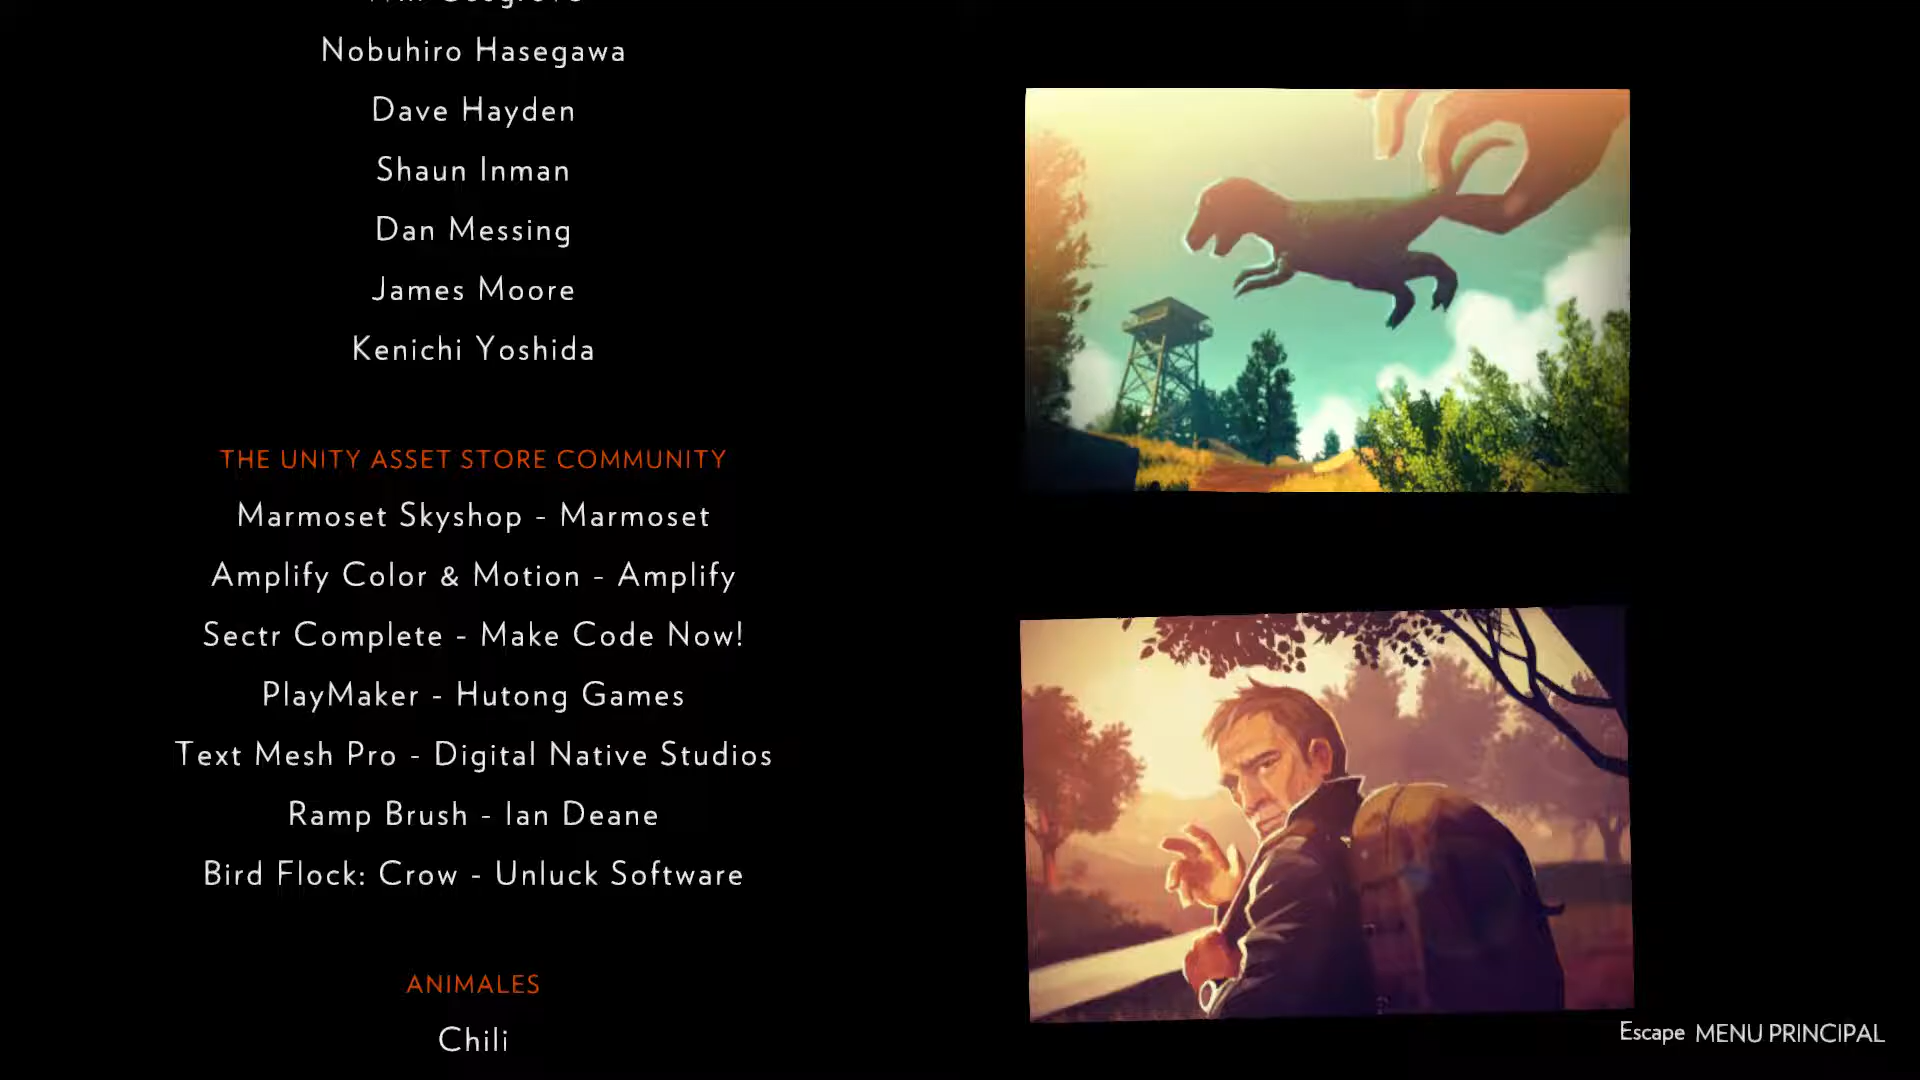 Nobuhiro Hasegawa
Dave Hayden
Shaun Inman
Dan Messing
James Moore
Kenichi Yoshida
THE UNITY ASSET STORE COMMUNITY
Marmoset Skyshop - Marmoset
Amplify Color & Motion - Amplify
Sectr Complete - Make Code Now!
PlayMaker - Hutong Games
Text Mesh Pro - Digital Native Studios
Ramp Brush - Ian Deane
Bird Flock: Crow - Unluck Software
ANIMALES
Chili
Escape MENU PRINCIPAL